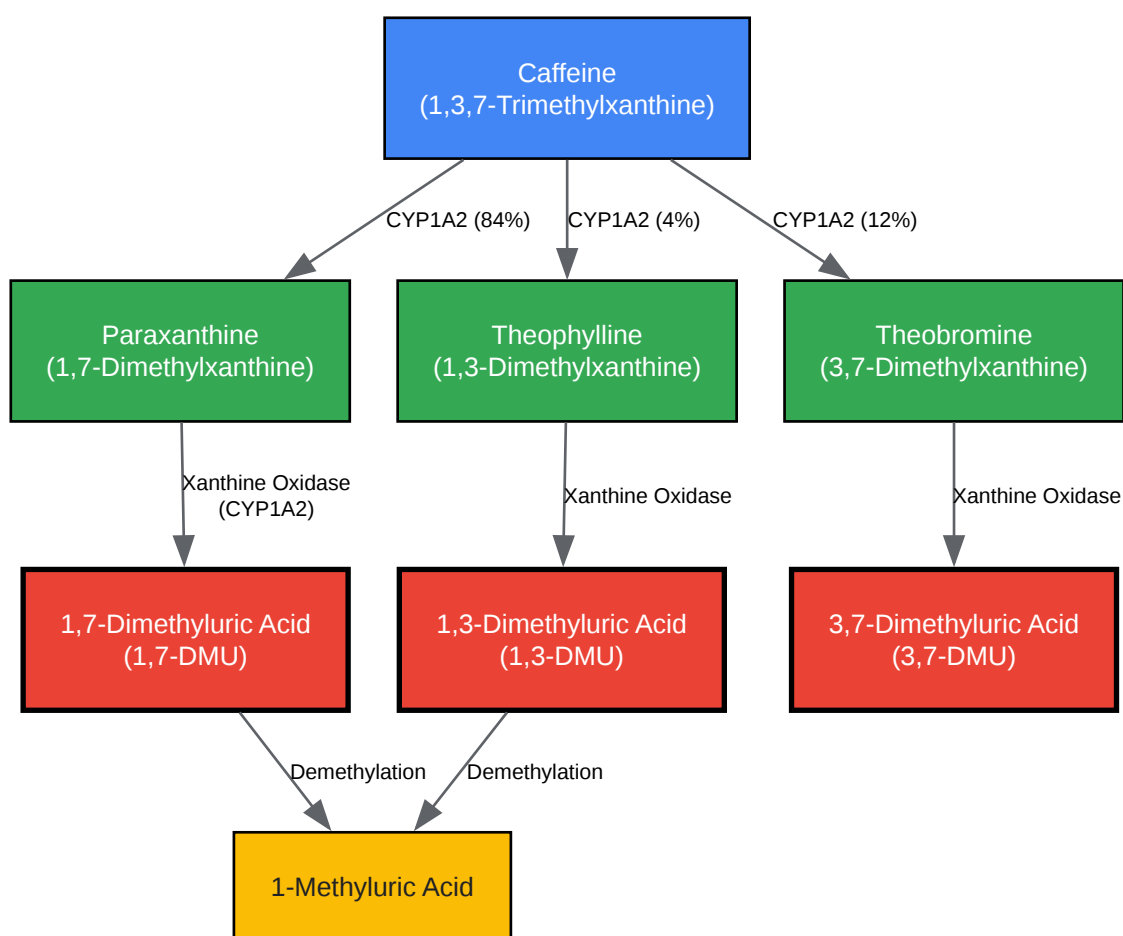 Caffeine
(1,3,7-Trimethylxanthine)
CYP1A2 (84%)
CYP1A2 (4%)
CYP1A2 (12%)
Paraxanthine
(1,7-Dimethylxanthine)
Theophylline
(1,3-Dimethylxanthine)
Theobromine
(3,7-Dimethylxanthine)
Xanthine Oxidase
(CYP1A2)
Xanthine Oxidase
Xanthine Oxidase
1,7-Dimethyluric Acid
(1,7-DMU)
1,3-Dimethyluric Acid
(1,3-DMU)
3,7-Dimethyluric Acid
(3,7-DMU)
Demethylation
Demethylation
1-Methyluric Acid